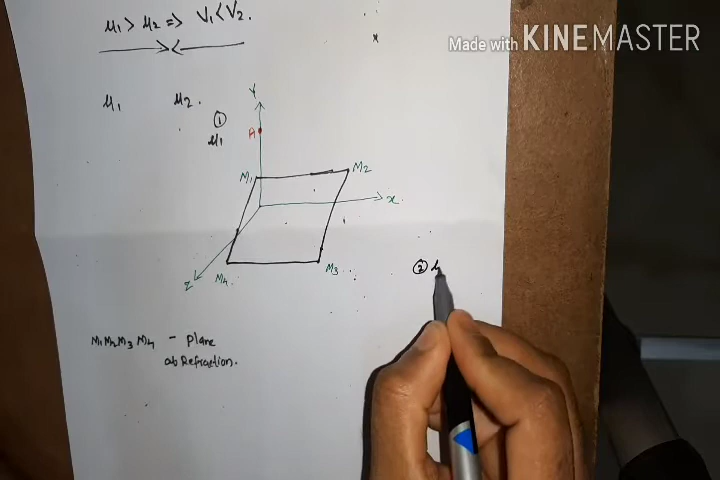 μ1 > μ2 => V1 < V2.
Made with KINEMASTER
μ1 μ2.
Y
①
μ1
A
M1 M2
X
Z M4 M3
② μ
M1M2M3M4 - Plane
ob Refraction.